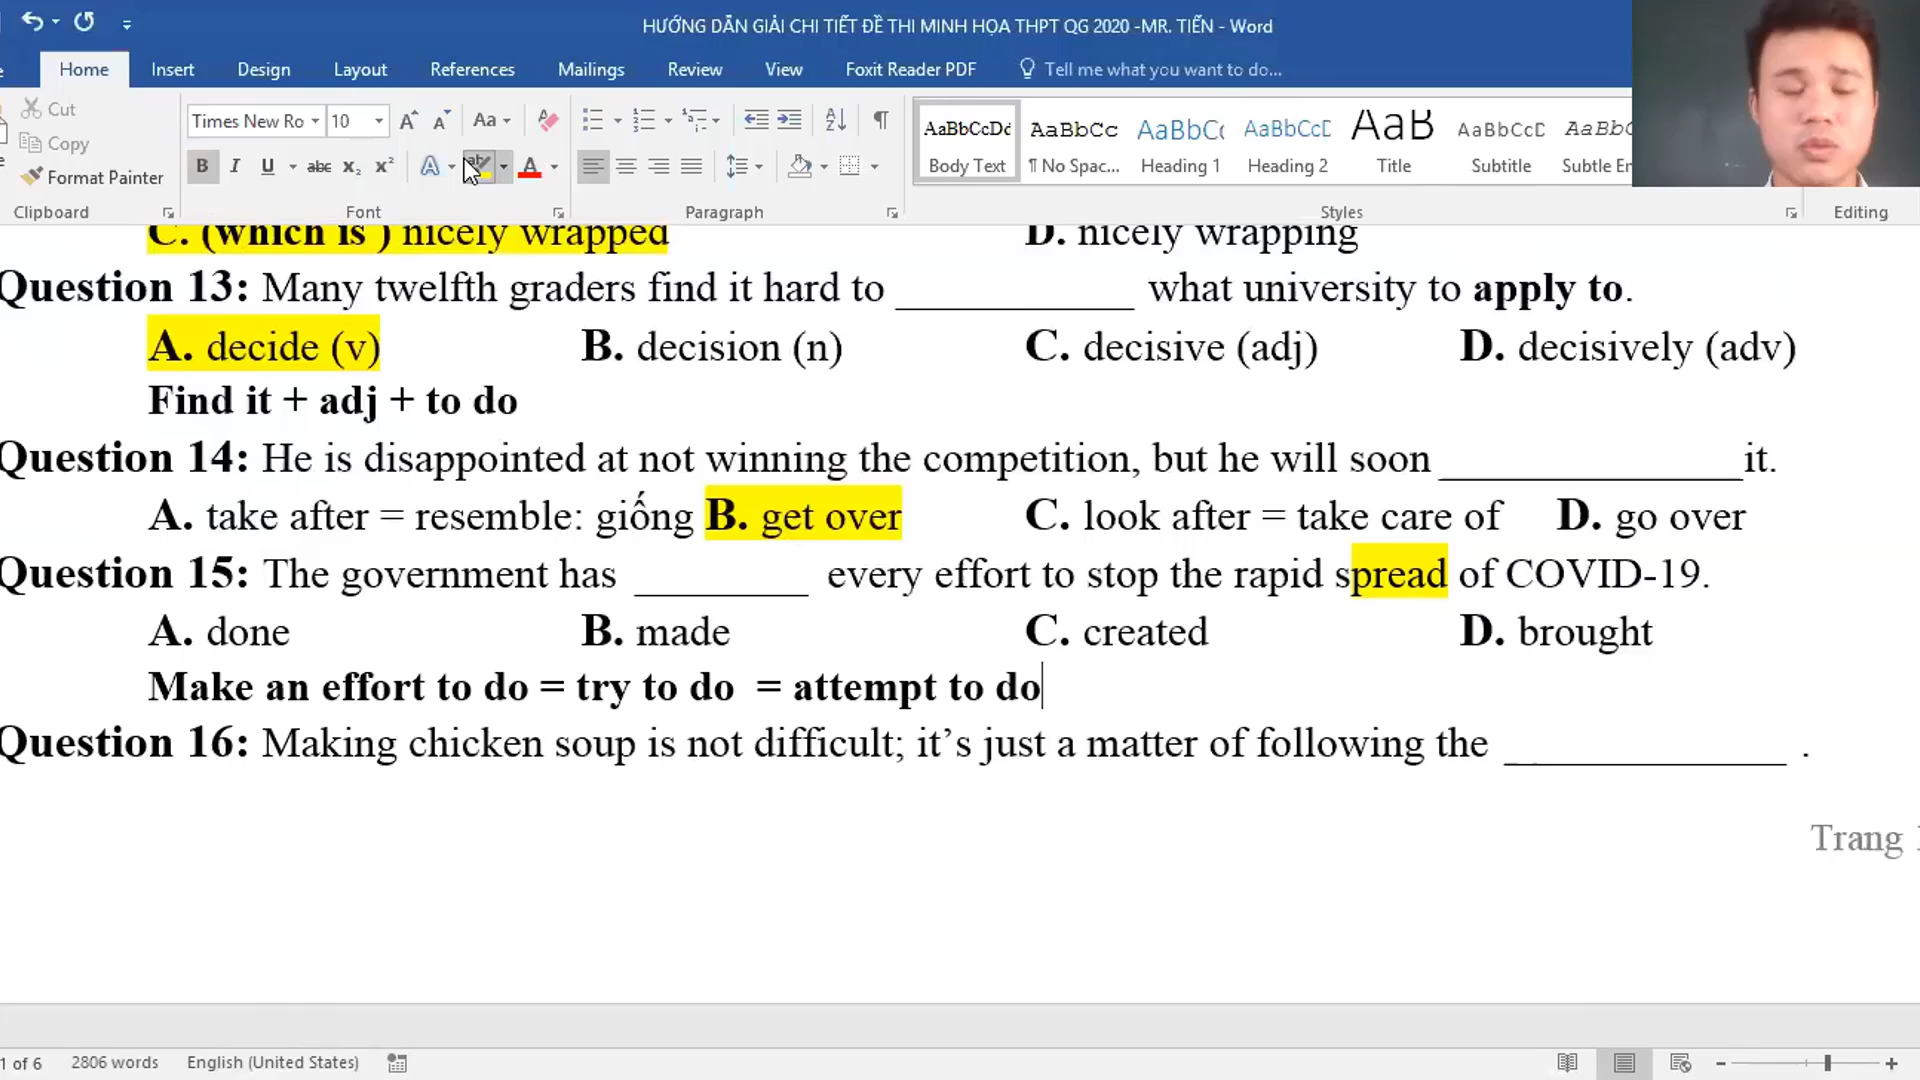 HƯỚNG DẪN GIẢI CHI TIẾT ĐỀ THI MINH HỌA THPT QG 2020 -MR. TIẾN - Word
Home Insert Design Layout References Mailings Review View Foxit Reader PDF Tell me what you want to do...
Cut
Copy
Format Painter
Times New Ro 10
AaBbCcDd AaBbCc AaBbC AaBbCcD AaB AaBbCcD AaBbC
Body Text ¶ No Spac... Heading 1 Heading 2 Title Subtitle Subtle En
Clipboard Font Paragraph Styles Editing
C. (which is ) nicely wrapped D. nicely wrapping
Question 13: Many twelfth graders find it hard to ____________ what university to apply to.
A. decide (v) B. decision (n) C. decisive (adj) D. decisively (adv)
Find it + adj + to do
Question 14: He is disappointed at not winning the competition, but he will soon _______________it.
A. take after = resemble: giống B. get over C. look after = take care of D. go over
Question 15: The government has _________ every effort to stop the rapid spread of COVID-19.
A. done B. made C. created D. brought
Make an effort to do = try to do = attempt to do
Question 16: Making chicken soup is not difficult; it’s just a matter of following the ______________ .
Trang
1 of 6 2806 words English (United States)